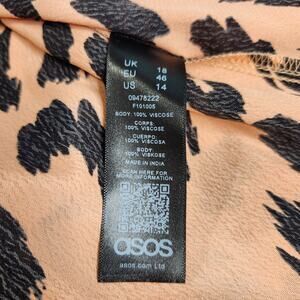 UK 18
EU 46
US 14
09478222
F101005
BODY: 100% VISCOSE
CORPS:
100% VISCOSE
CUERPO:
100% VISCOSA
BODY:
100% VISKOSE
MADE IN INDIA
SCAN HERE FOR
MORE INFORMATION
asos
asos.com Ltd